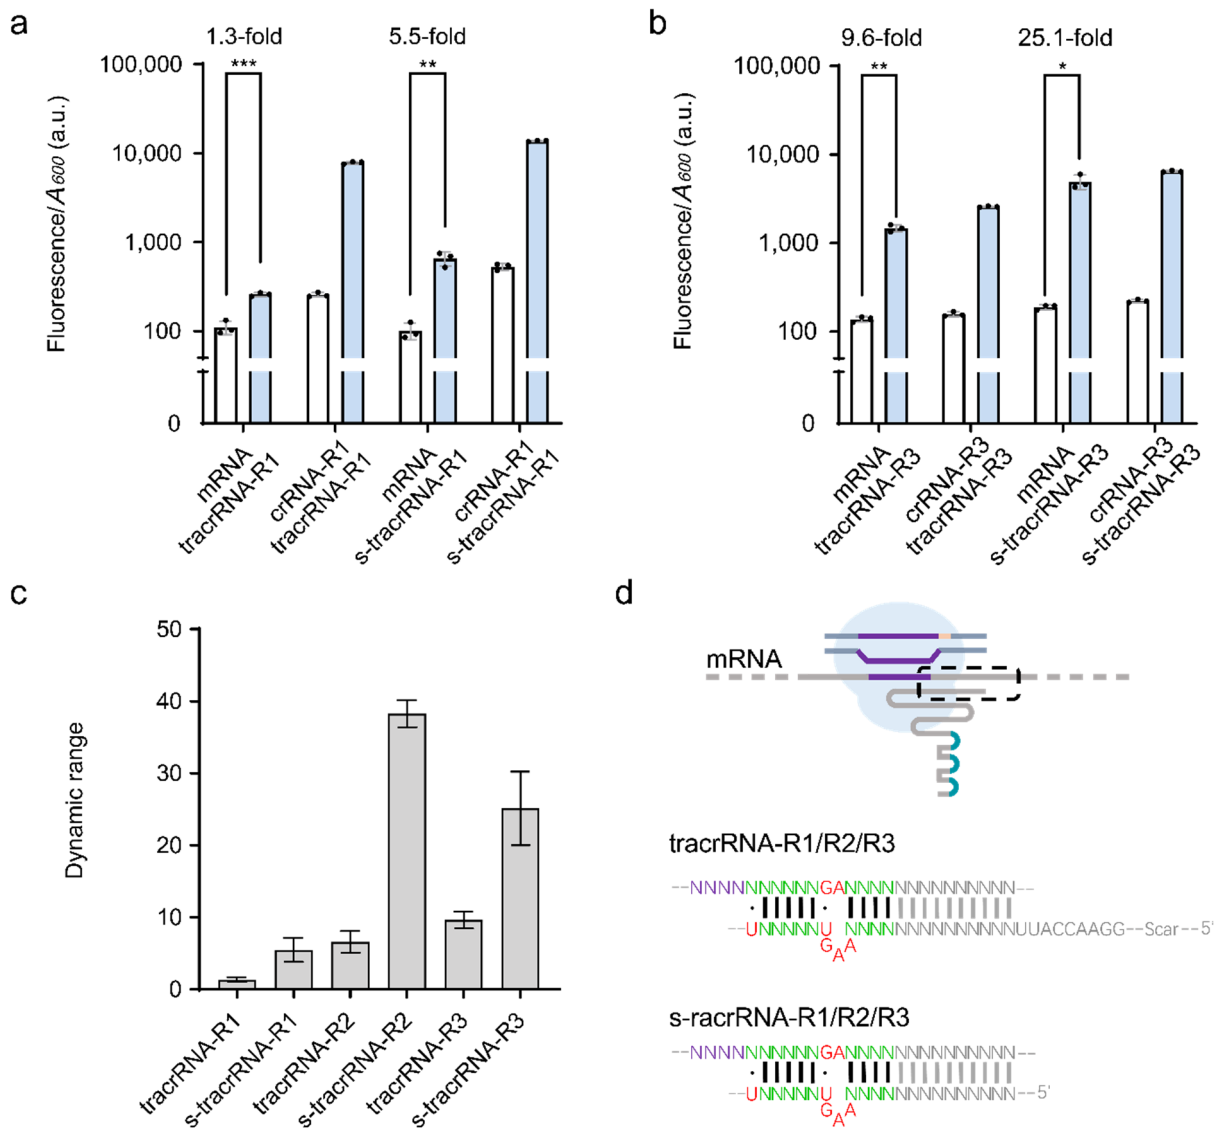 a
1.3-fold
5.5-fold
***
**
100,000
10,000
1,000
100
0
Fluorescence/A600 (a.u.)
mRNA
tracrRNA-R1
crRNA-R1
tracrRNA-R1
mRNA
s-tracrRNA-R1
crRNA-R1
s-tracrRNA-R1
b
9.6-fold
25.1-fold
**
*
100,000
10,000
1,000
100
0
Fluorescence/A600 (a.u.)
mRNA
tracrRNA-R3
crRNA-R3
tracrRNA-R3
mRNA
s-tracrRNA-R3
crRNA-R3
s-tracrRNA-R3
c
50
40
30
20
10
0
Dynamic range
tracrRNA-R1
s-tracrRNA-R1
tracrRNA-R2
s-tracrRNA-R2
tracrRNA-R3
s-tracrRNA-R3
d
mRNA
tracrRNA-R1/R2/R3
--NNNNNNNNNNGANNNNNNNNNNNNNN--
--UNNNNNU NNNNNNNNNNNNNNUUACCAAGG--Scar--5'
GAA
s-racrRNA-R1/R2/R3
--NNNNNNNNNNGANNNNNNNNNNNNNN--
--UNNNNNU NNNNNNNNNNNNNN--5'
GAA